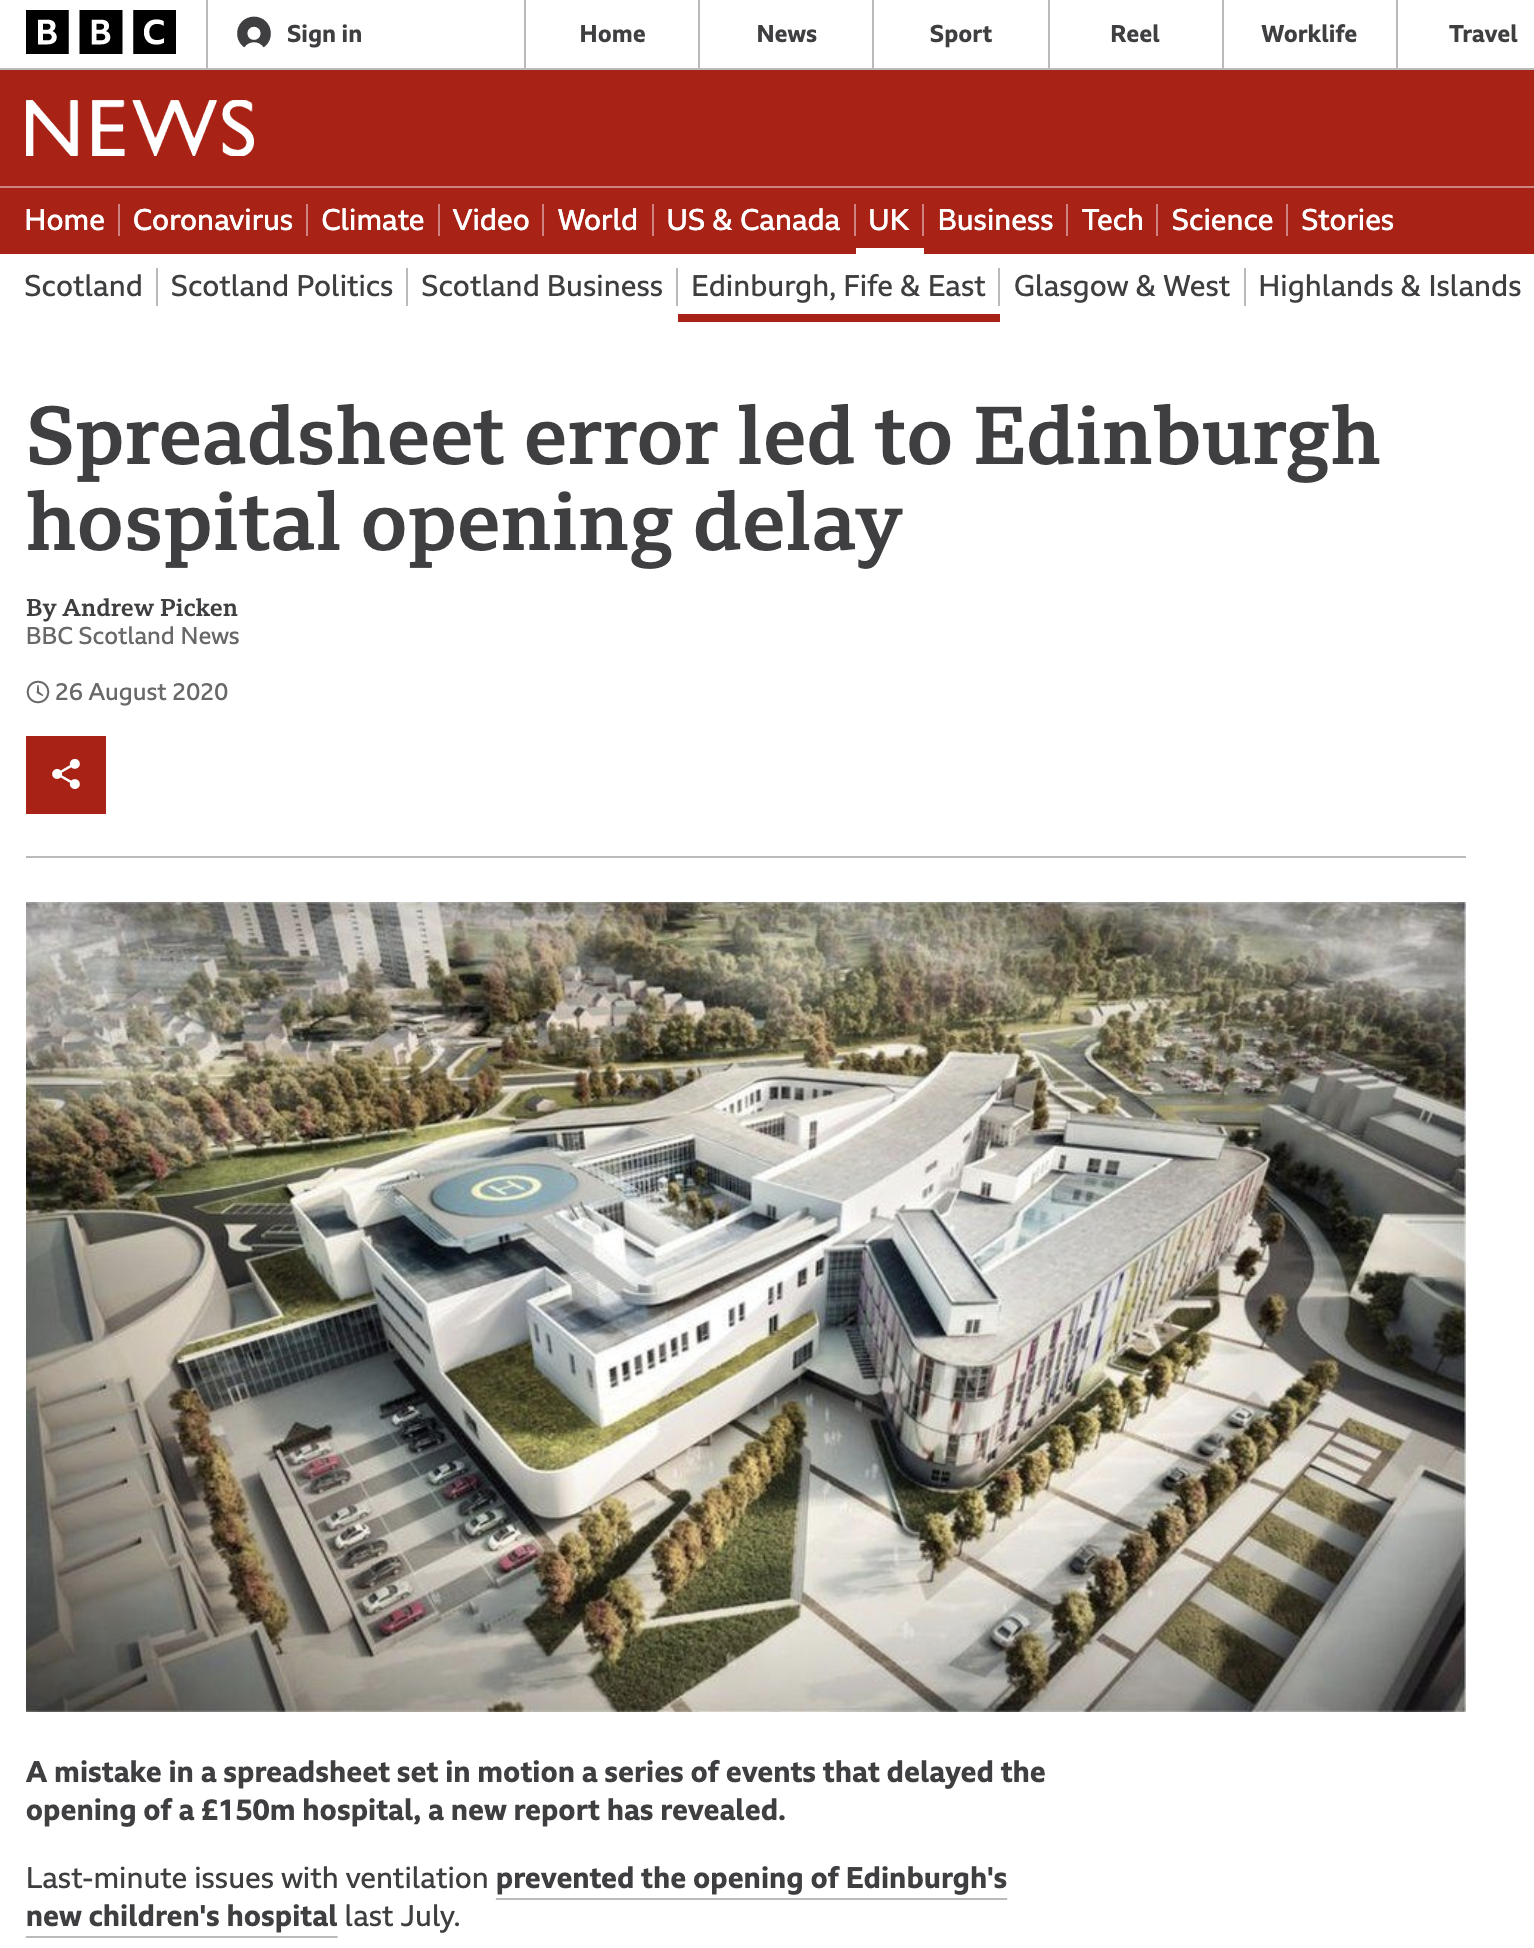 BBC
Sign in
Home
News
Sport
Reel
Worklife
Travel
NEWS
Home
Coronavirus
Climate
Video
World
US & Canada
UK
Business
Tech
Science
Stories
Scotland
Scotland Politics
Scotland Business
Edinburgh, Fife & East
Glasgow & West
Highlands & Islands
Spreadsheet error led to Edinburgh
hospital opening delay
By Andrew Picken
BBC Scotland News
26 August 2020
H
A mistake in a spreadsheet set in motion a series of events that delayed the
opening of a £150m hospital, a new report has revealed.
Last-minute issues with ventilation prevented the opening of Edinburgh's
new children's hospital last July.